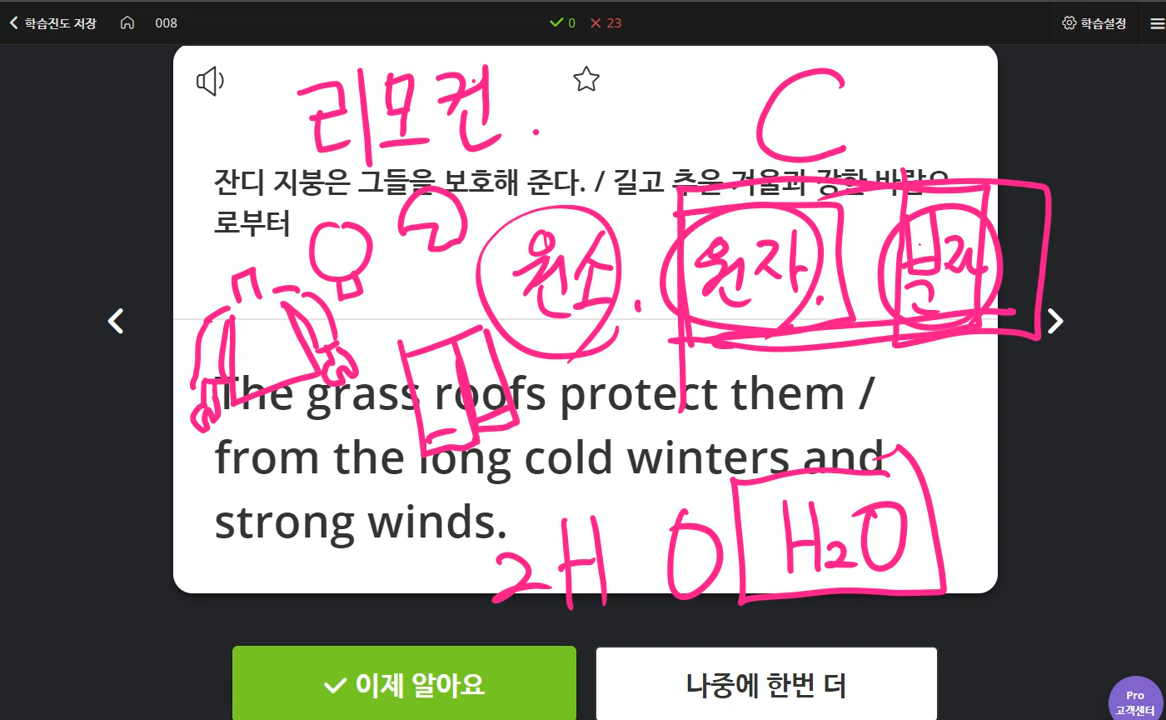 학습진도 저장 008 0 23 학습설정
리모컨.
C
잔디 지붕은 그들을 보호해 준다. / 길고 추운 겨울과 강한 바람으
로부터
원소. 원자.
The grass roofs protect them /
from the long cold winters and
strong winds.
2H O H₂O
이제 알아요 나중에 한번 더
Pro
고객센터